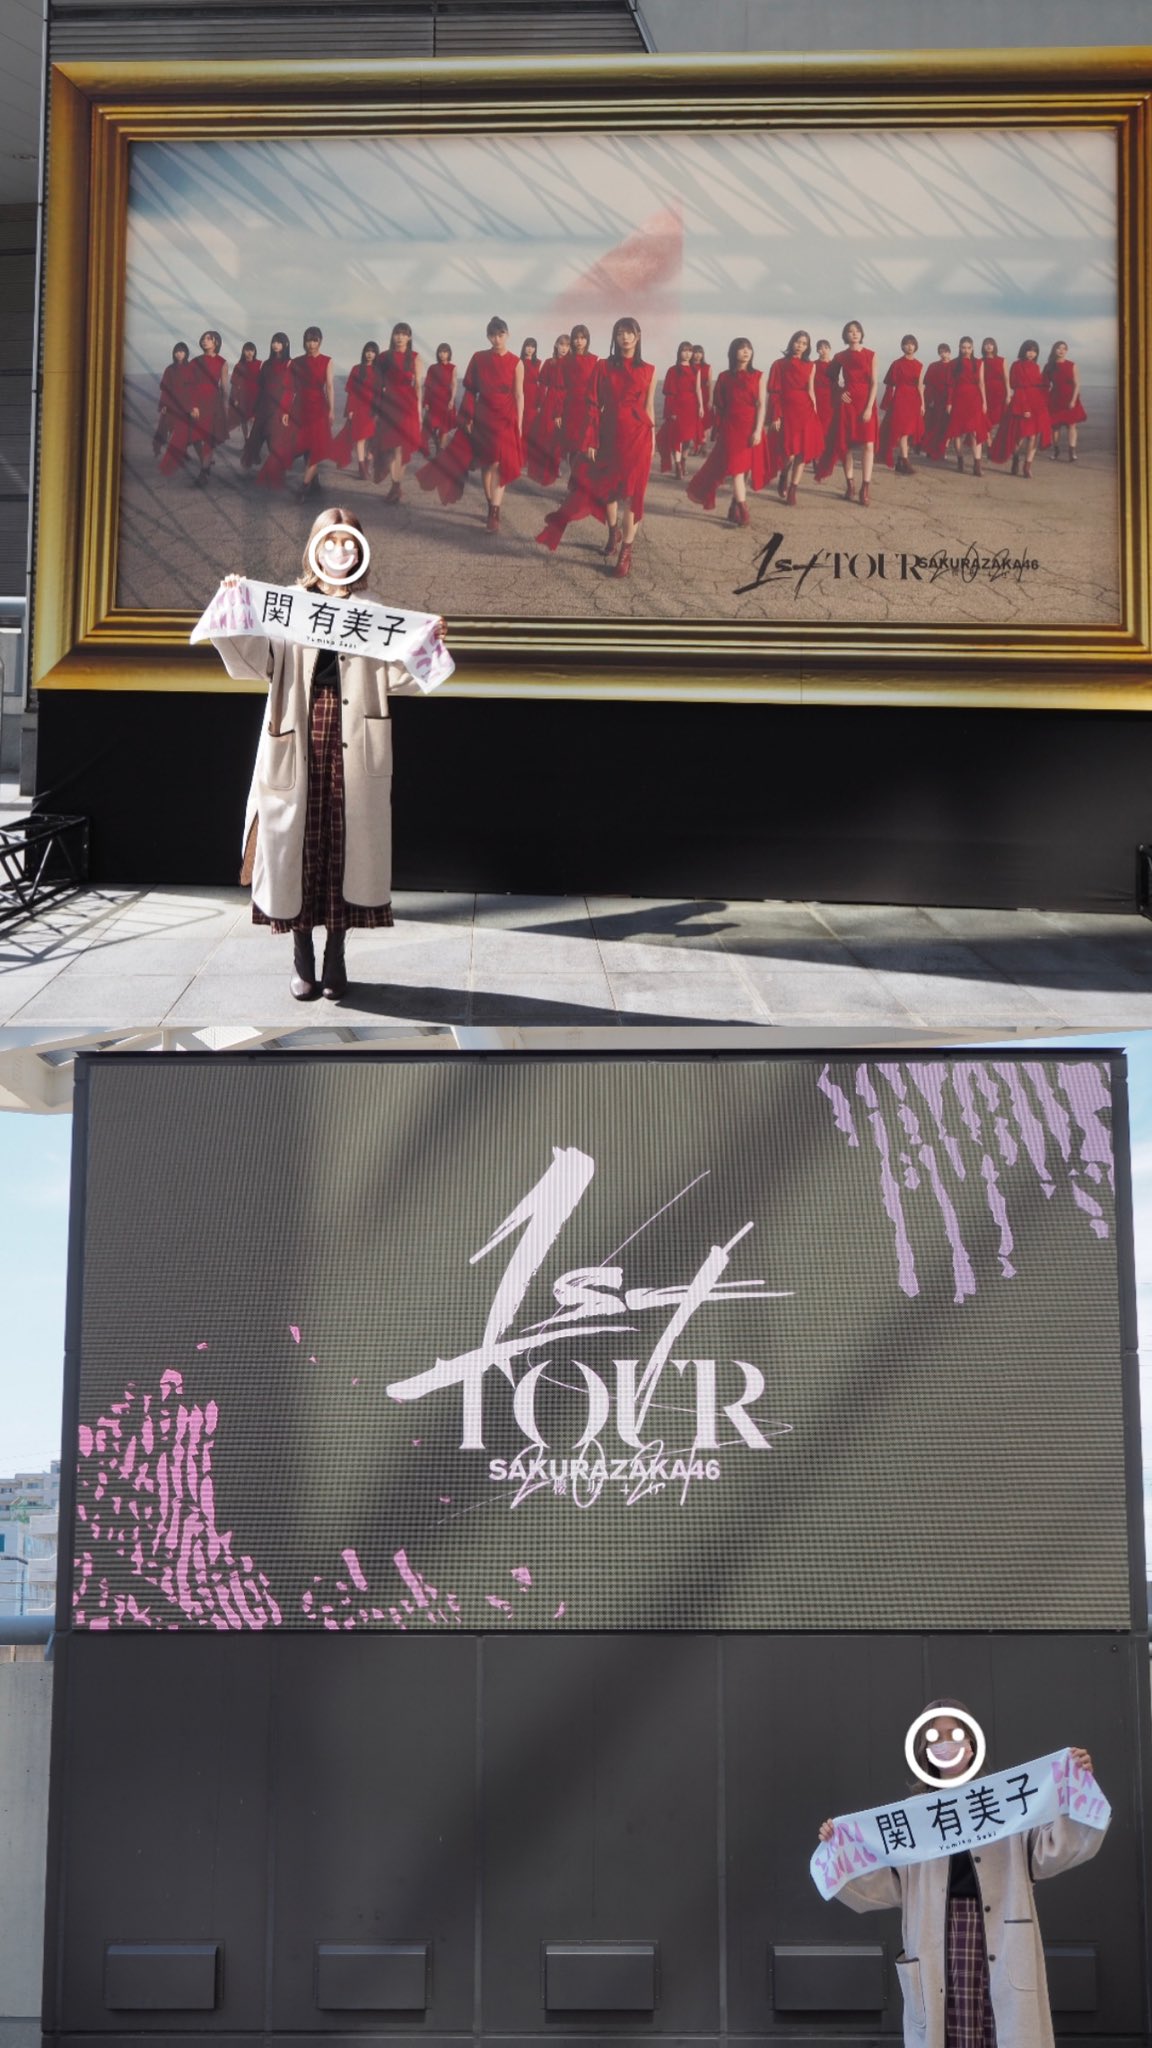 1st TOUR 2021
SAKURAZAKA46
関 有美子
Yumiko Seki
1st
TOUR
2021
SAKURAZAKA46
関 有美子
Yumiko Seki